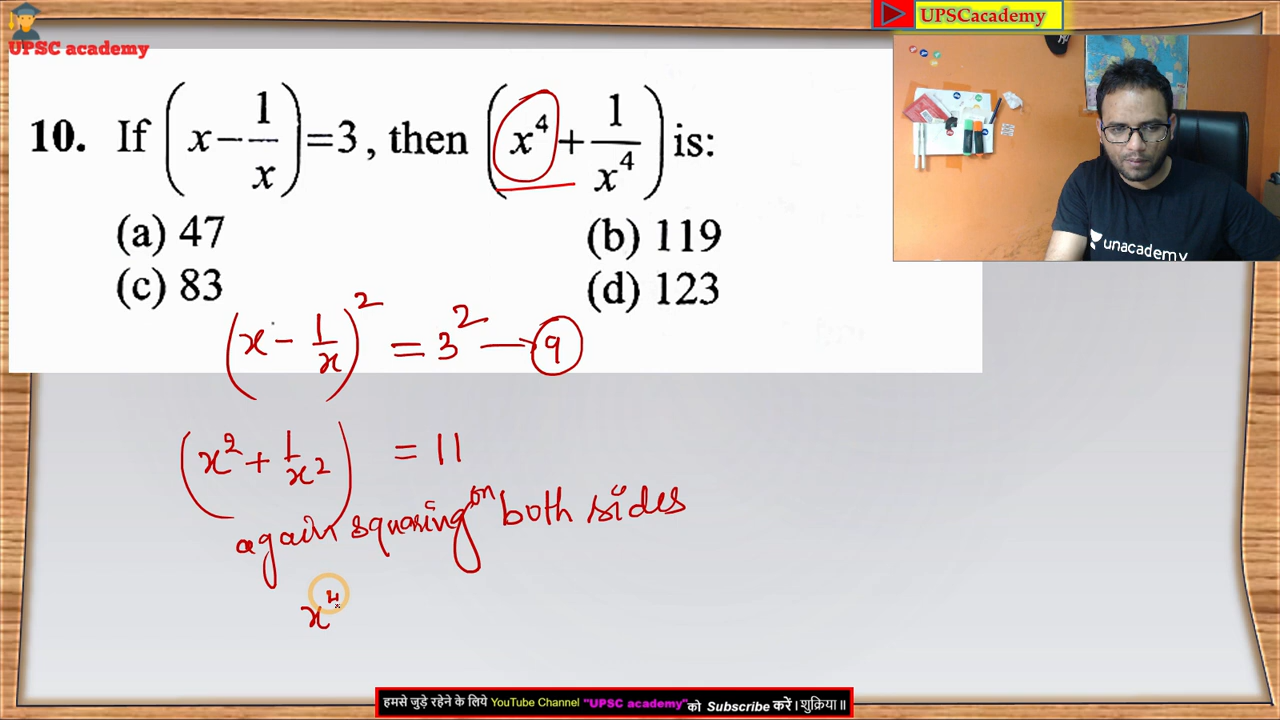 UPSCacademy
UPSC academy
10. If (x - 1/x) = 3, then (x⁴ + 1/x⁴) is:
(a) 47 (b) 119
(c) 83 (d) 123
(x - 1/x)² = 3² — 9
(x² + 1/x²) = 11
again squaring on both sides
x⁴
unacademy
हमसे जुड़े रहेने के लिये YouTube Channel "UPSC academy" को Subscribe करें।शुक्रिया॥